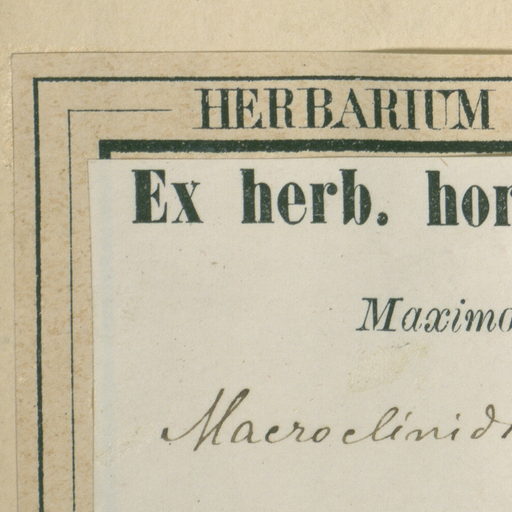 HERBARIUM
Ex herb. hor
Maximo
Macroclinid